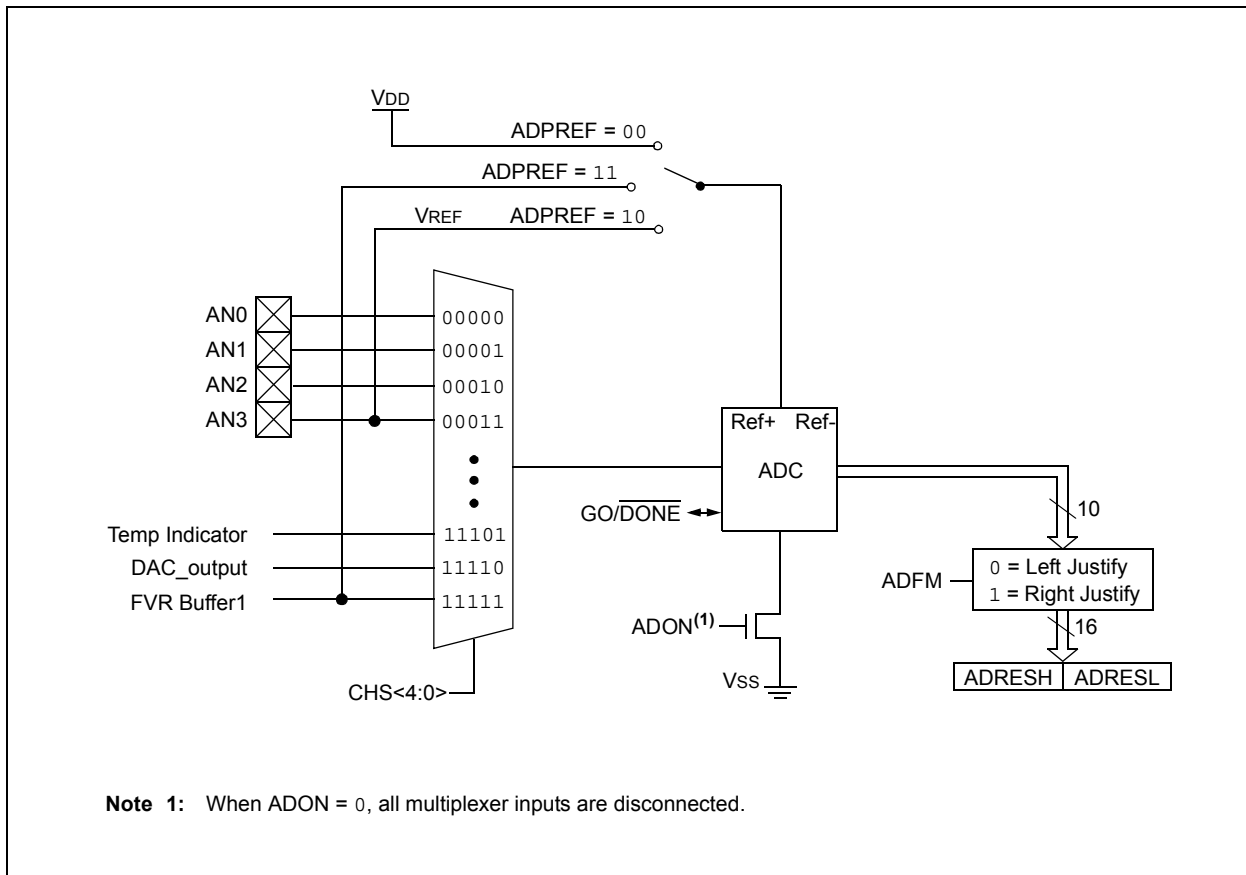 VDD
ADPREF = 00
ADPREF = 11
VREF ADPREF = 10
AN0
AN1
AN2
AN3
00000
00001
00010
00011
Temp Indicator
DAC_output
FVR Buffer1
11101
11110
11111
CHS<4:0>
Ref+ Ref-
ADC
GO/DONE
ADON(1)
VSS
10
ADFM
0 = Left Justify
1 = Right Justify
16
ADRESH ADRESL
Note 1: When ADON = 0, all multiplexer inputs are disconnected.